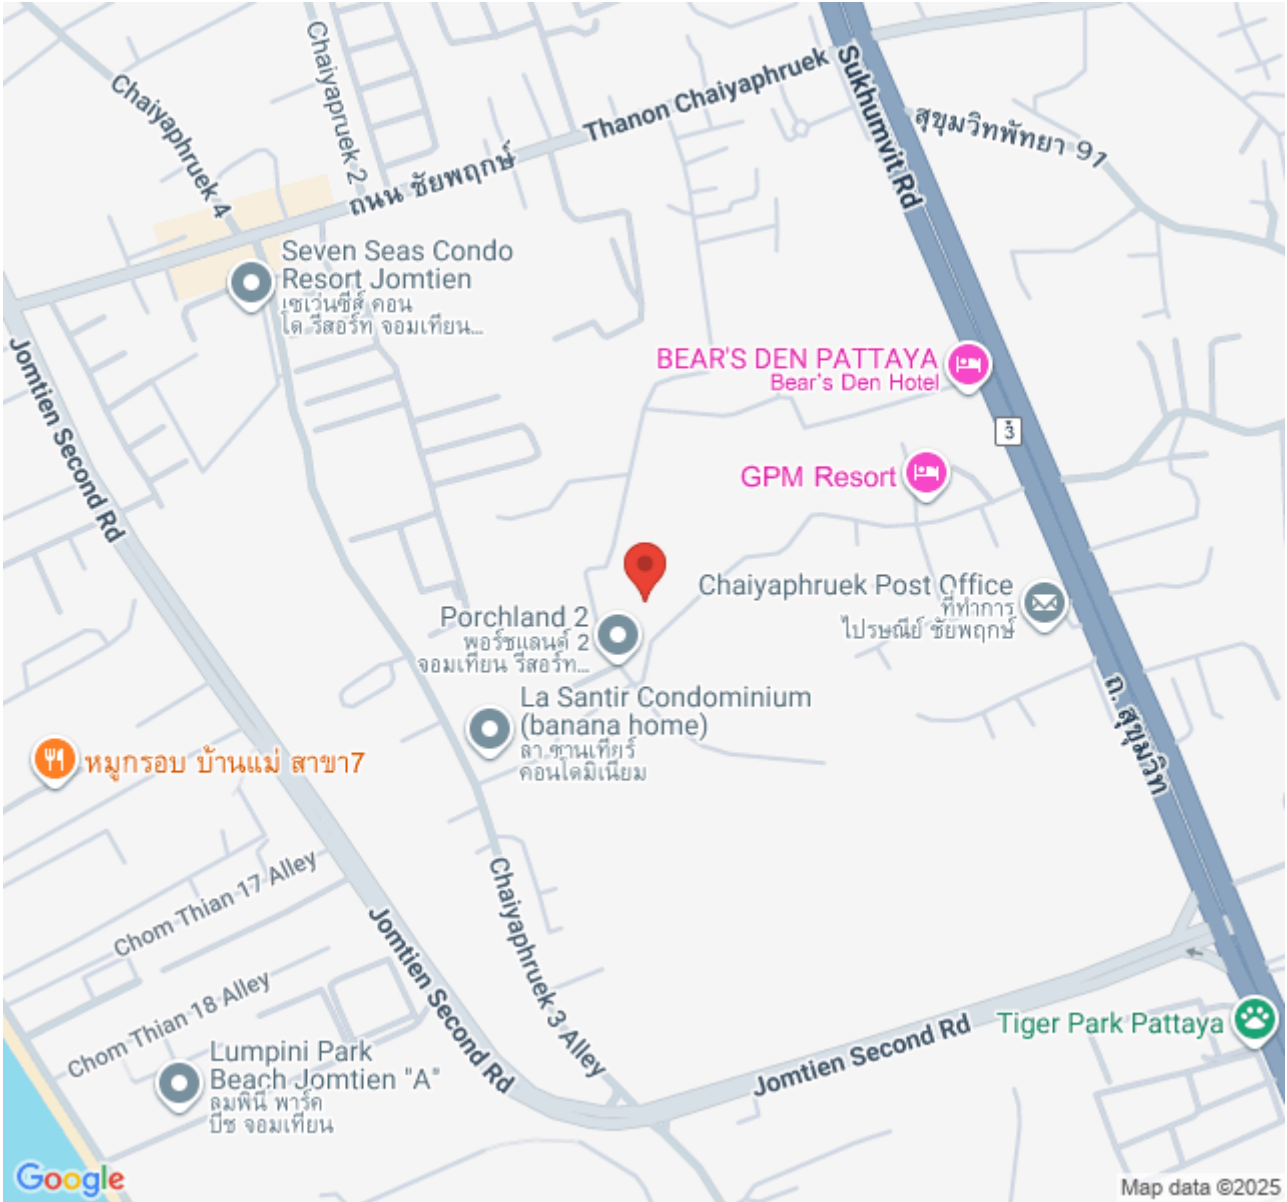 Chaiyapruek 2
Chaiyaphruek 4
Thanon Chaiyaphruek
Sukhumvit Rd
สุขุมวิทพัทยา 91
ถนน ชัยพฤกษ์
Seven Seas Condo
Resort Jomtien
เซเว่นซีส์ คอน
โด รีสอร์ท จอมเทียน...
Jomtien Second Rd
BEAR'S DEN PATTAYA
Bear's Den Hotel
3
GPM Resort
Chaiyaphruek Post Office
ที่ทำการ
ไปรษณีย์ ชัยพฤกษ์
Porchland 2
พอร์ชแลนด์ 2
จอมเทียน รีสอร์ท...
La Santir Condominium
(banana home)
ลา ซานเทียร์
คอนโดมิเนียม
ถ. สุขุมวิท
หมูกรอบ บ้านแม่ สาขา7
Chom Thian 17 Alley
Jomtien Second Rd
Chaiyaphruek 3 Alley
Chom Thian 18 Alley
Tiger Park Pattaya
Jomtien Second Rd
Lumpini Park
Beach Jomtien "A"
ลุมพินี พาร์ค
บีช จอมเทียน
Google
Map data ©2025